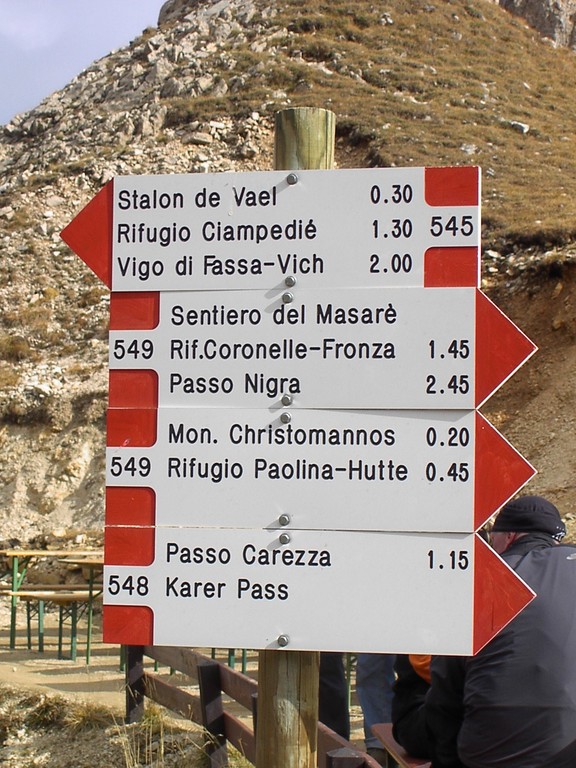 Stalon de Vael 0.30
Rifugio Ciampedié 1.30 545
Vigo di Fassa-Vich 2.00
Sentiero del Masarè
549 Rif.Coronelle-Fronza 1.45
Passo Nigra 2.45
Mon. Christomannos 0.20
549 Rifugio Paolina-Hutte 0.45
Passo Carezza 1.15
548 Karer Pass